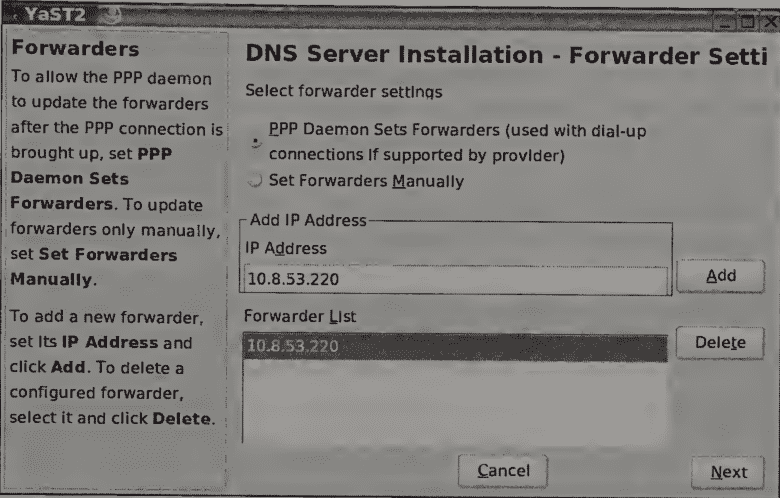 YaST2
Forwarders
To allow the PPP daemon
to update the forwarders
after the PPP connection is
brought up, set PPP
Daemon Sets
Forwarders. To update
forwarders only manually,
set Set Forwarders
Manually.
To add a new forwarder,
set its IP Address and
click Add. To delete a
configured forwarder,
select it and click Delete.
DNS Server Installation - Forwarder Setti
Select forwarder settings
PPP Daemon Sets Forwarders (used with dial-up
connections if supported by provider)
Set Forwarders Manually
Add IP Address
IP Address
10.8.53.220
Add
Forwarder List
10.8.53.220
Delete
Cancel
Next